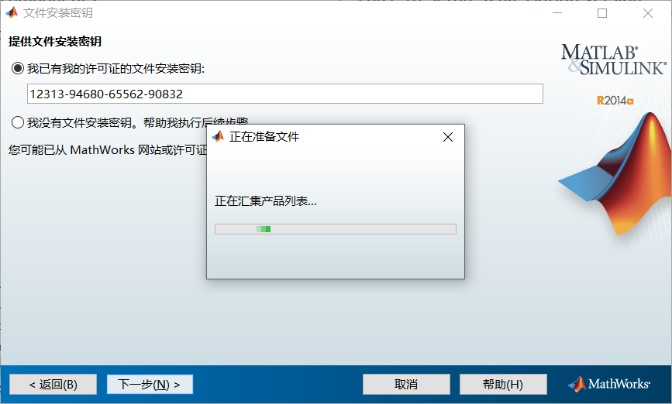 文件安装密钥
提供文件安装密钥
我已有我的许可证的文件安装密钥:
12313-94680-65562-90832
我没有文件安装密钥。帮助我执行后续步骤
您可能已从 MathWorks 网站或许可证
正在准备文件
正在汇集产品列表...
MATLAB®
&SIMULINK®
R2014a
< 返回(B)
下一步(N) >
取消
帮助(H)
MathWorks®